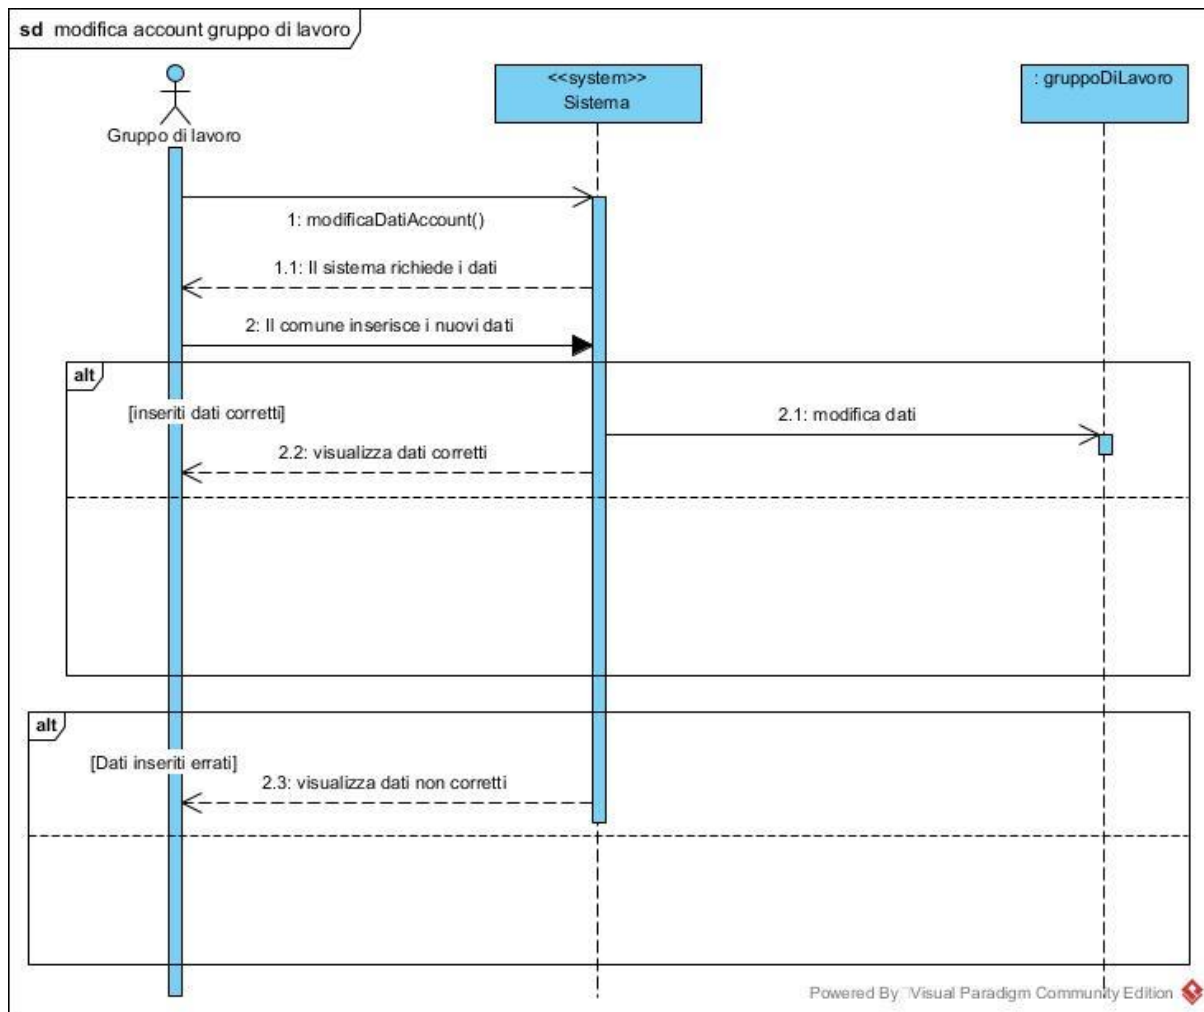 sd modifica account gruppo di lavoro
<<system>>
Sistema
: gruppoDiLavoro
Gruppo di lavoro
1: modificaDatiAccount()
1.1: Il sistema richiede i dati
2: Il comune inserisce i nuovi dati
alt
[inseriti dati corretti]
2.1: modifica dati
2.2: visualizza dati corretti
alt
[Dati inseriti errati]
2.3: visualizza dati non corretti
Powered By Visual Paradigm Community Edition